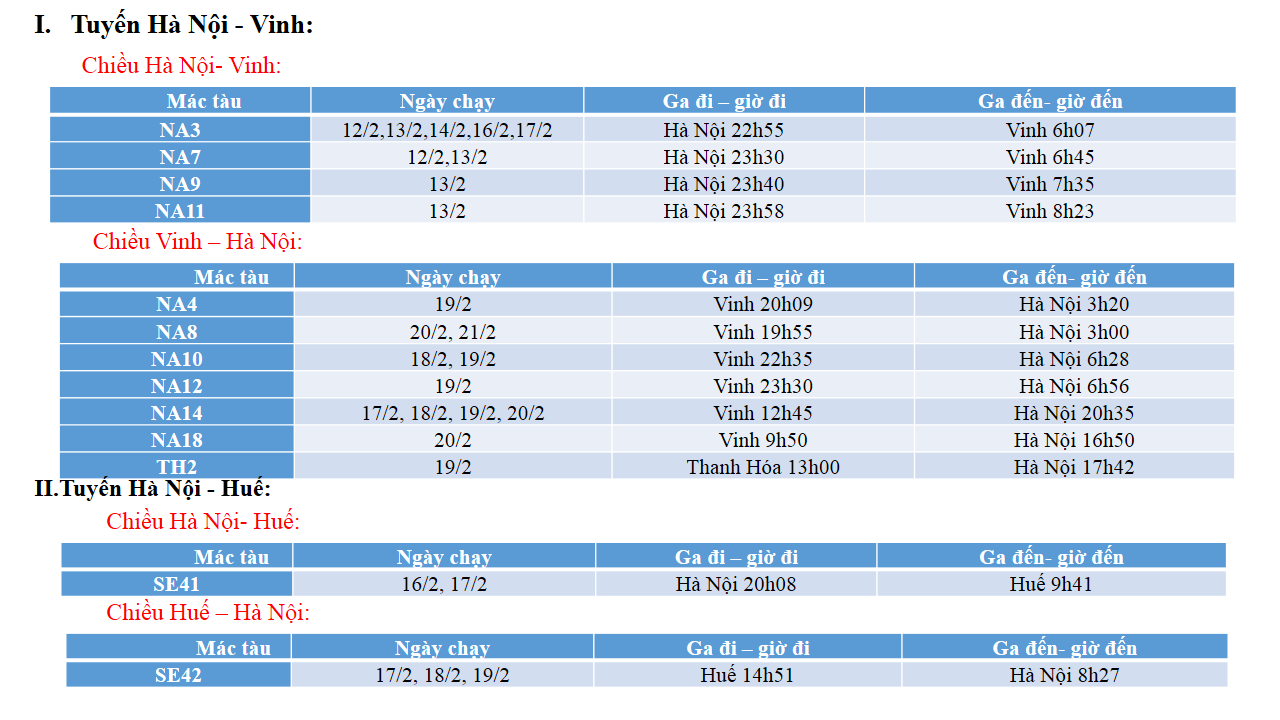 I. Tuyến Hà Nội - Vinh:
Chiều Hà Nội- Vinh:
Mác tàu Ngày chạy Ga đi – giờ đi Ga đến- giờ đến
NA3 12/2,13/2,14/2,16/2,17/2 Hà Nội 22h55 Vinh 6h07
NA7 12/2,13/2 Hà Nội 23h30 Vinh 6h45
NA9 13/2 Hà Nội 23h40 Vinh 7h35
NA11 13/2 Hà Nội 23h58 Vinh 8h23
Chiều Vinh – Hà Nội:
Mác tàu Ngày chạy Ga đi – giờ đi Ga đến- giờ đến
NA4 19/2 Vinh 20h09 Hà Nội 3h20
NA8 20/2, 21/2 Vinh 19h55 Hà Nội 3h00
NA10 18/2, 19/2 Vinh 22h35 Hà Nội 6h28
NA12 19/2 Vinh 23h30 Hà Nội 6h56
NA14 17/2, 18/2, 19/2, 20/2 Vinh 12h45 Hà Nội 20h35
NA18 20/2 Vinh 9h50 Hà Nội 16h50
TH2 19/2 Thanh Hóa 13h00 Hà Nội 17h42
II.Tuyến Hà Nội - Huế:
Chiều Hà Nội- Huế:
Mác tàu Ngày chạy Ga đi – giờ đi Ga đến- giờ đến
SE41 16/2, 17/2 Hà Nội 20h08 Huế 9h41
Chiều Huế – Hà Nội:
Mác tàu Ngày chạy Ga đi – giờ đi Ga đến- giờ đến
SE42 17/2, 18/2, 19/2 Huế 14h51 Hà Nội 8h27